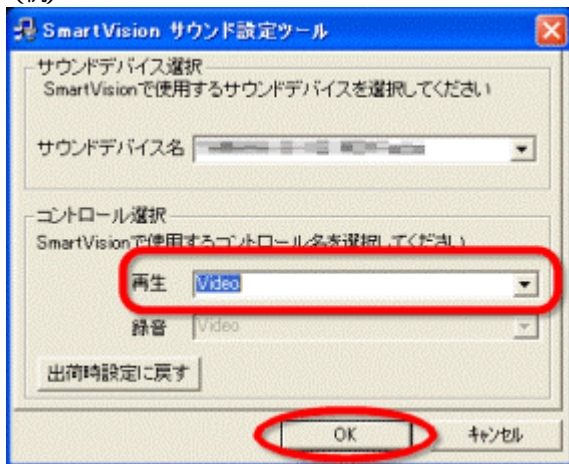 (例)
SmartVision サウンド設定ツール
サウンドデバイス選択
SmartVisionで使用するサウンドデバイスを選択してください
サウンドデバイス名
コントロール選択
SmartVisionで使用するコントロール名を選択してください
再生 Video
録音 Video
出荷時設定に戻す
OK キャンセル